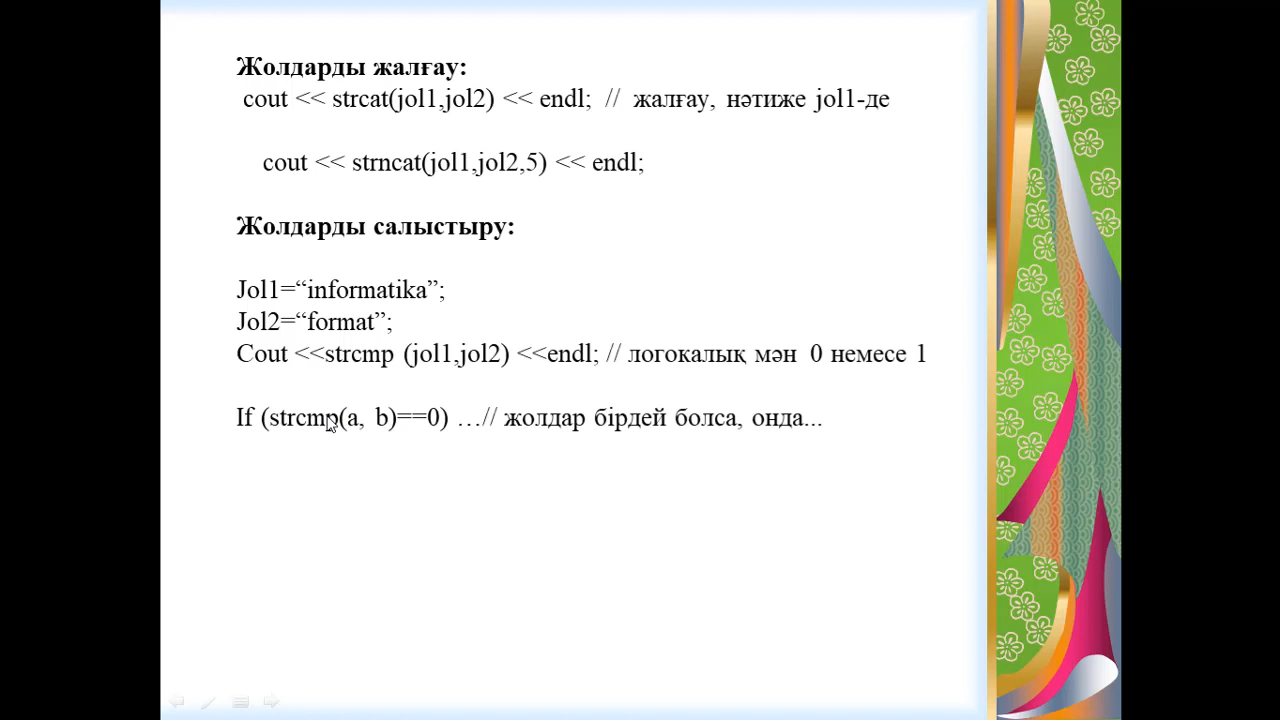 Жолдарды жалғау:
cout << strcat(jol1,jol2) << endl; // жалғау, нәтиже jol1-де
cout << strncat(jol1,jol2,5) << endl;
Жолдарды салыстыру:
Jol1=“informatika”;
Jol2=“format”;
Cout <<strcmp (jol1,jol2) <<endl; // логокалық мән 0 немесе 1
If (strcmp(a, b)==0) …// жолдар бірдей болса, онда...